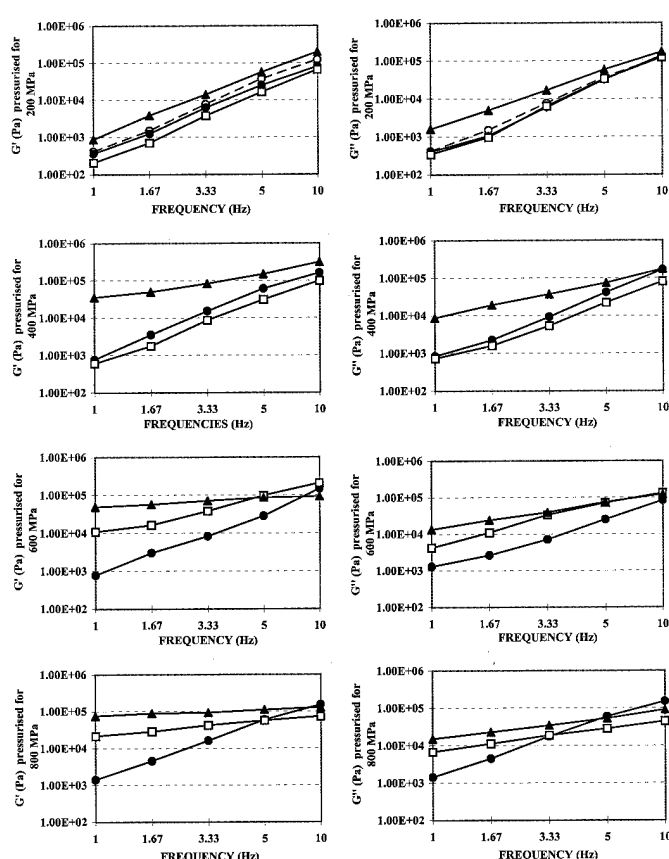 G' (Pa) pressurised for
200 MPa
1.00E+06
1.00E+05
1.00E+04
1.00E+03
1.00E+02
1 1.67 3.33 5 10
FREQUENCY (Hz)
G'' (Pa) pressurised for
200 MPa
1.00E+06
1.00E+05
1.00E+04
1.00E+03
1.00E+02
1 1.67 3.33 5 10
FREQUENCY (Hz)
G' (Pa) pressurised for
400 MPa
1.00E+06
1.00E+05
1.00E+04
1.00E+03
1.00E+02
1 1.67 3.33 5 10
FREQUENCIES (Hz)
G'' (Pa) pressurised for
400 MPa
1.00E+06
1.00E+05
1.00E+04
1.00E+03
1.00E+02
1 1.67 3.33 5 10
FREQUENCY (Hz)
G' (Pa) pressurised for
600 MPa
1.00E+06
1.00E+05
1.00E+04
1.00E+03
1.00E+02
1 1.67 3.33 5 10
FREQUENCY (Hz)
G'' (Pa) pressurised for
600 MPa
1.00E+06
1.00E+05
1.00E+04
1.00E+03
1.00E+02
1 1.67 3.33 5 10
FREQUENCY (Hz)
G' (Pa) pressurised for
800 MPa
1.00E+06
1.00E+05
1.00E+04
1.00E+03
1.00E+02
1 1.67 3.33 5 10
FREQUENCY (Hz)
G'' (Pa) pressurised for
800 MPa
1.00E+06
1.00E+05
1.00E+04
1.00E+03
1.00E+02
1 1.67 3.33 5 10
FREQUENCY (Hz)